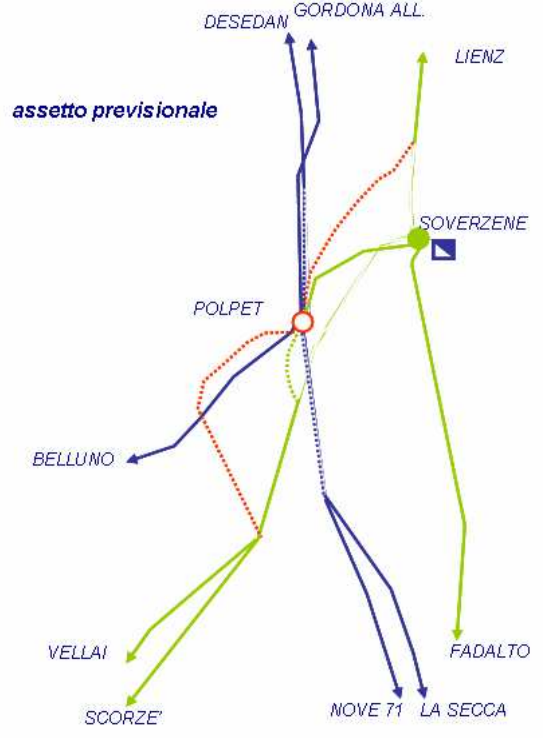 GORDONA ALL.
DESEDAN
LIENZ
assetto previsionale
SOVERZENE
POLPET
BELLUNO
VELLAI
FADALTO
SCORZE'
NOVE 71
LA SECCA